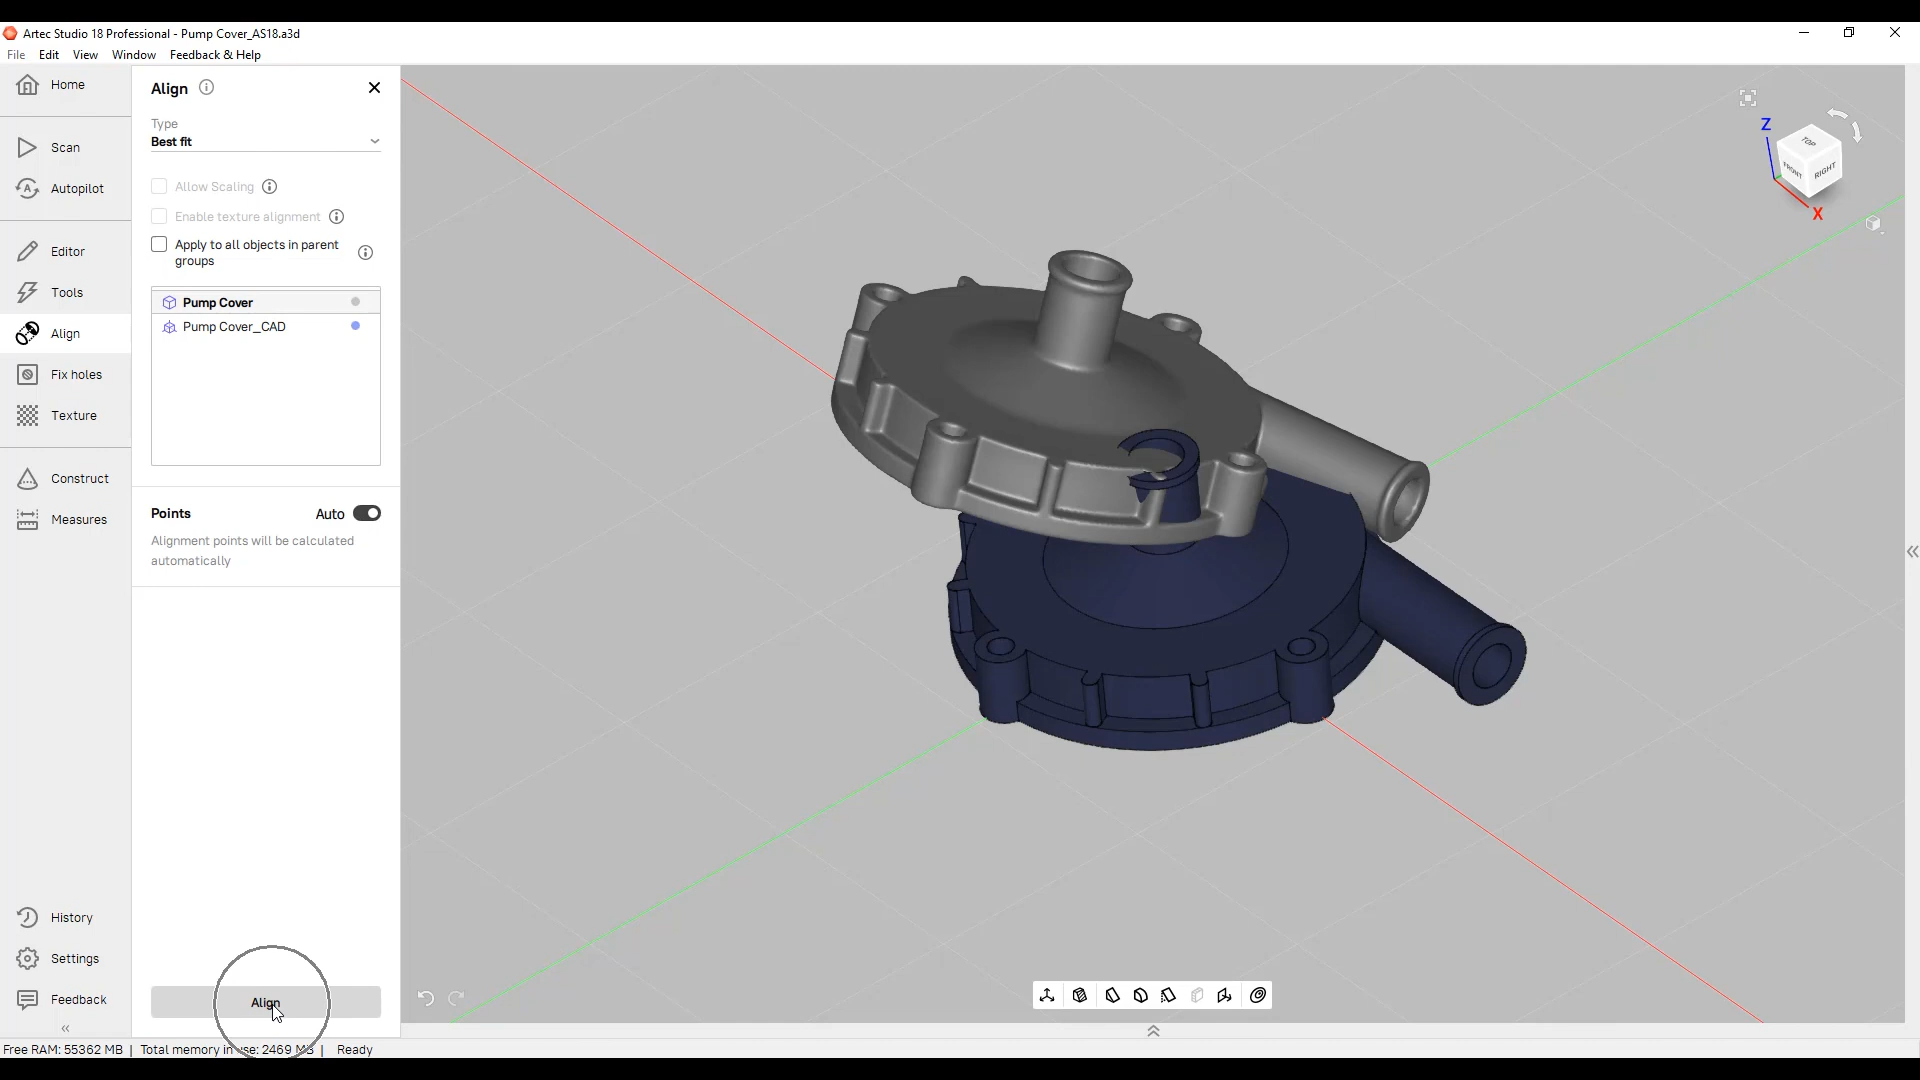 Artec Studio 18 Professional - Pump Cover_AS18.a3d
File Edit View Window Feedback & Help
Home
Scan
Autopilot
Editor
Tools
Align
Fix holes
Texture
Construct
Measures
History
Settings
Feedback
Align
Type
Best fit
Allow Scaling
Enable texture alignment
Apply to all objects in parent
groups
Pump Cover
Pump Cover_CAD
Points Auto
Alignment points will be calculated
automatically
Align
Z
TOP
FRONT
RIGHT
X
Free RAM: 55362 MB | Total memory in use: 2469 MB | Ready